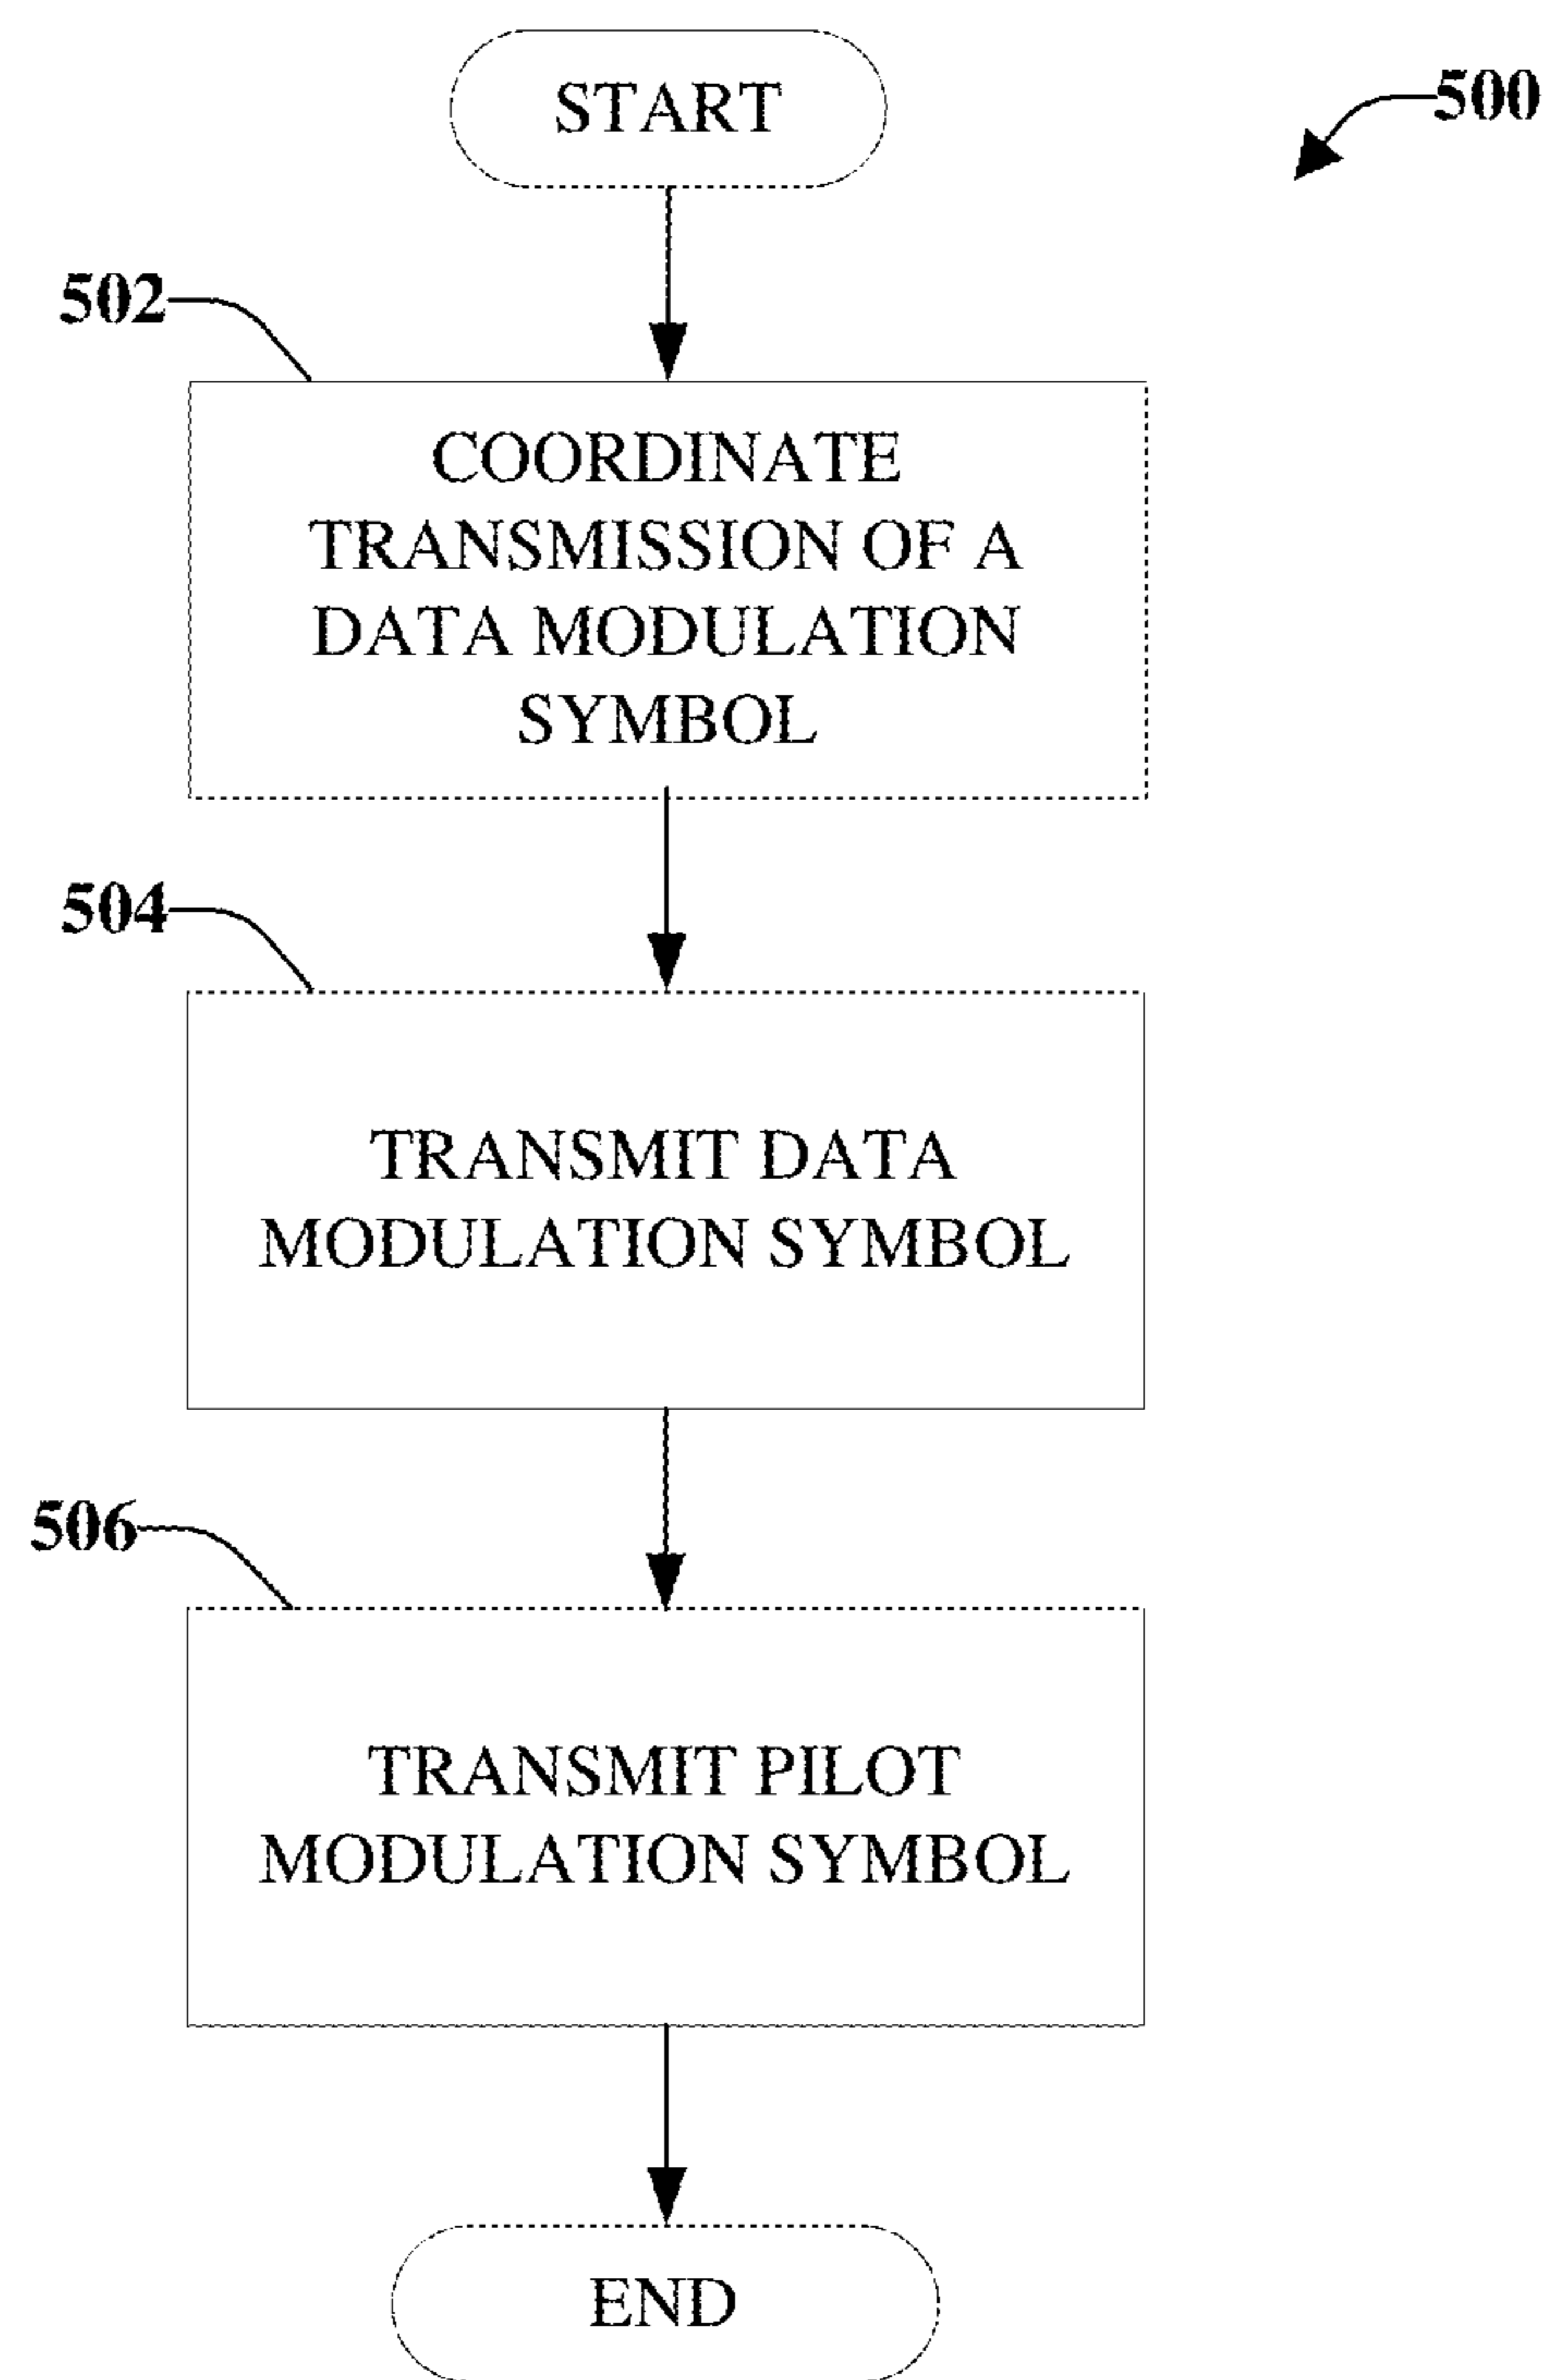 START
500
502
COORDINATE
TRANSMISSION OF A
DATA MODULATION
SYMBOL
504
TRANSMIT DATA
MODULATION SYMBOL
506
TRANSMIT PILOT
MODULATION SYMBOL
END